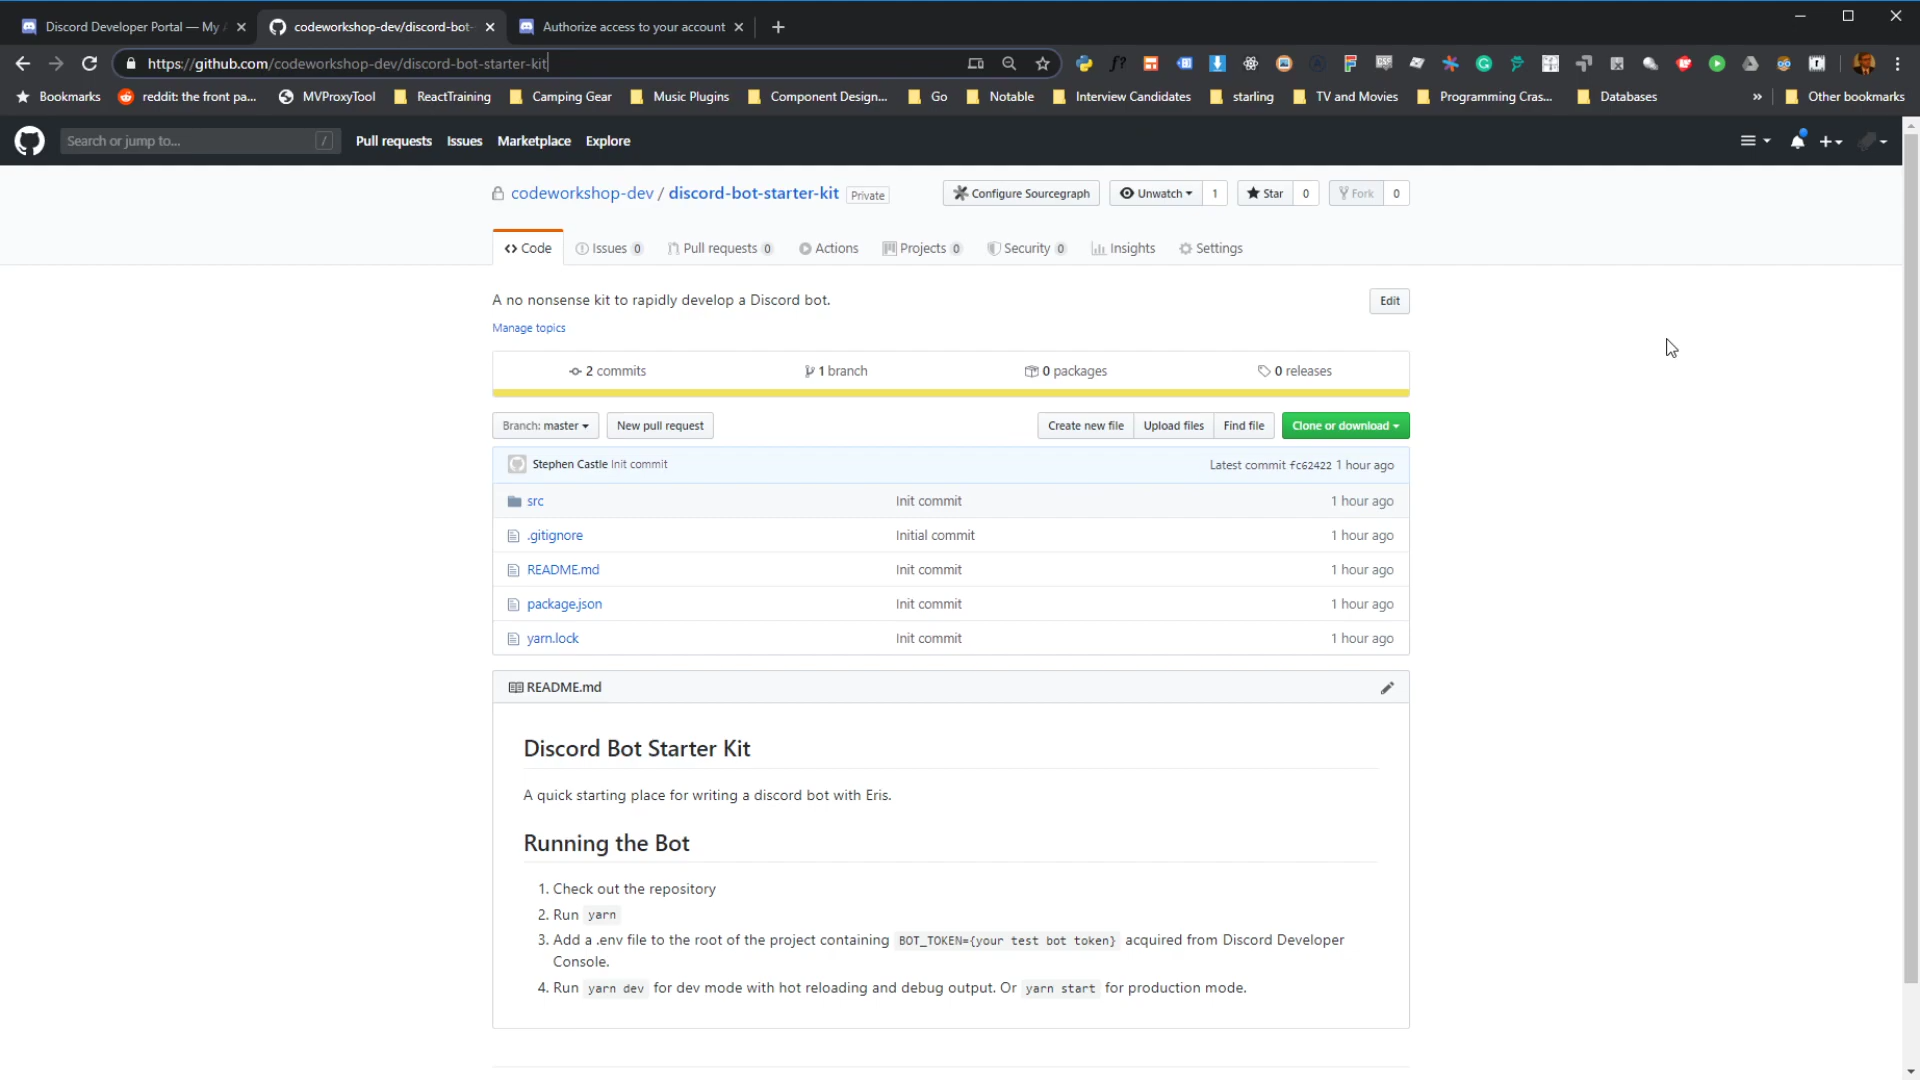 Discord Developer Portal — My A
codeworkshop-dev/discord-bot-
Authorize access to your account
https://github.com/codeworkshop-dev/discord-bot-starter-kit
Bookmarks
reddit: the front pa...
MVProxyTool
ReactTraining
Camping Gear
Music Plugins
Component Design...
Go
Notable
Interview Candidates
starling
TV and Movies
Programming Cras...
Databases
»
Other bookmarks
Search or jump to...
/
Pull requests
Issues
Marketplace
Explore
codeworkshop-dev / discord-bot-starter-kit
Private
Configure Sourcegraph
Unwatch
1
Star
0
Fork
0
Code
Issues 0
Pull requests 0
Actions
Projects 0
Security 0
Insights
Settings
A no nonsense kit to rapidly develop a Discord bot.
Edit
Manage topics
2 commits
1 branch
0 packages
0 releases
Branch: master
New pull request
Create new file
Upload files
Find file
Clone or download
Stephen Castle Init commit
Latest commit fc62422 1 hour ago
src
Init commit
1 hour ago
.gitignore
Initial commit
1 hour ago
README.md
Init commit
1 hour ago
package.json
Init commit
1 hour ago
yarn.lock
Init commit
1 hour ago
README.md
Discord Bot Starter Kit
A quick starting place for writing a discord bot with Eris.
Running the Bot
1. Check out the repository
2. Run yarn
3. Add a .env file to the root of the project containing BOT_TOKEN={your test bot token} acquired from Discord Developer
Console.
4. Run yarn dev for dev mode with hot reloading and debug output. Or yarn start for production mode.